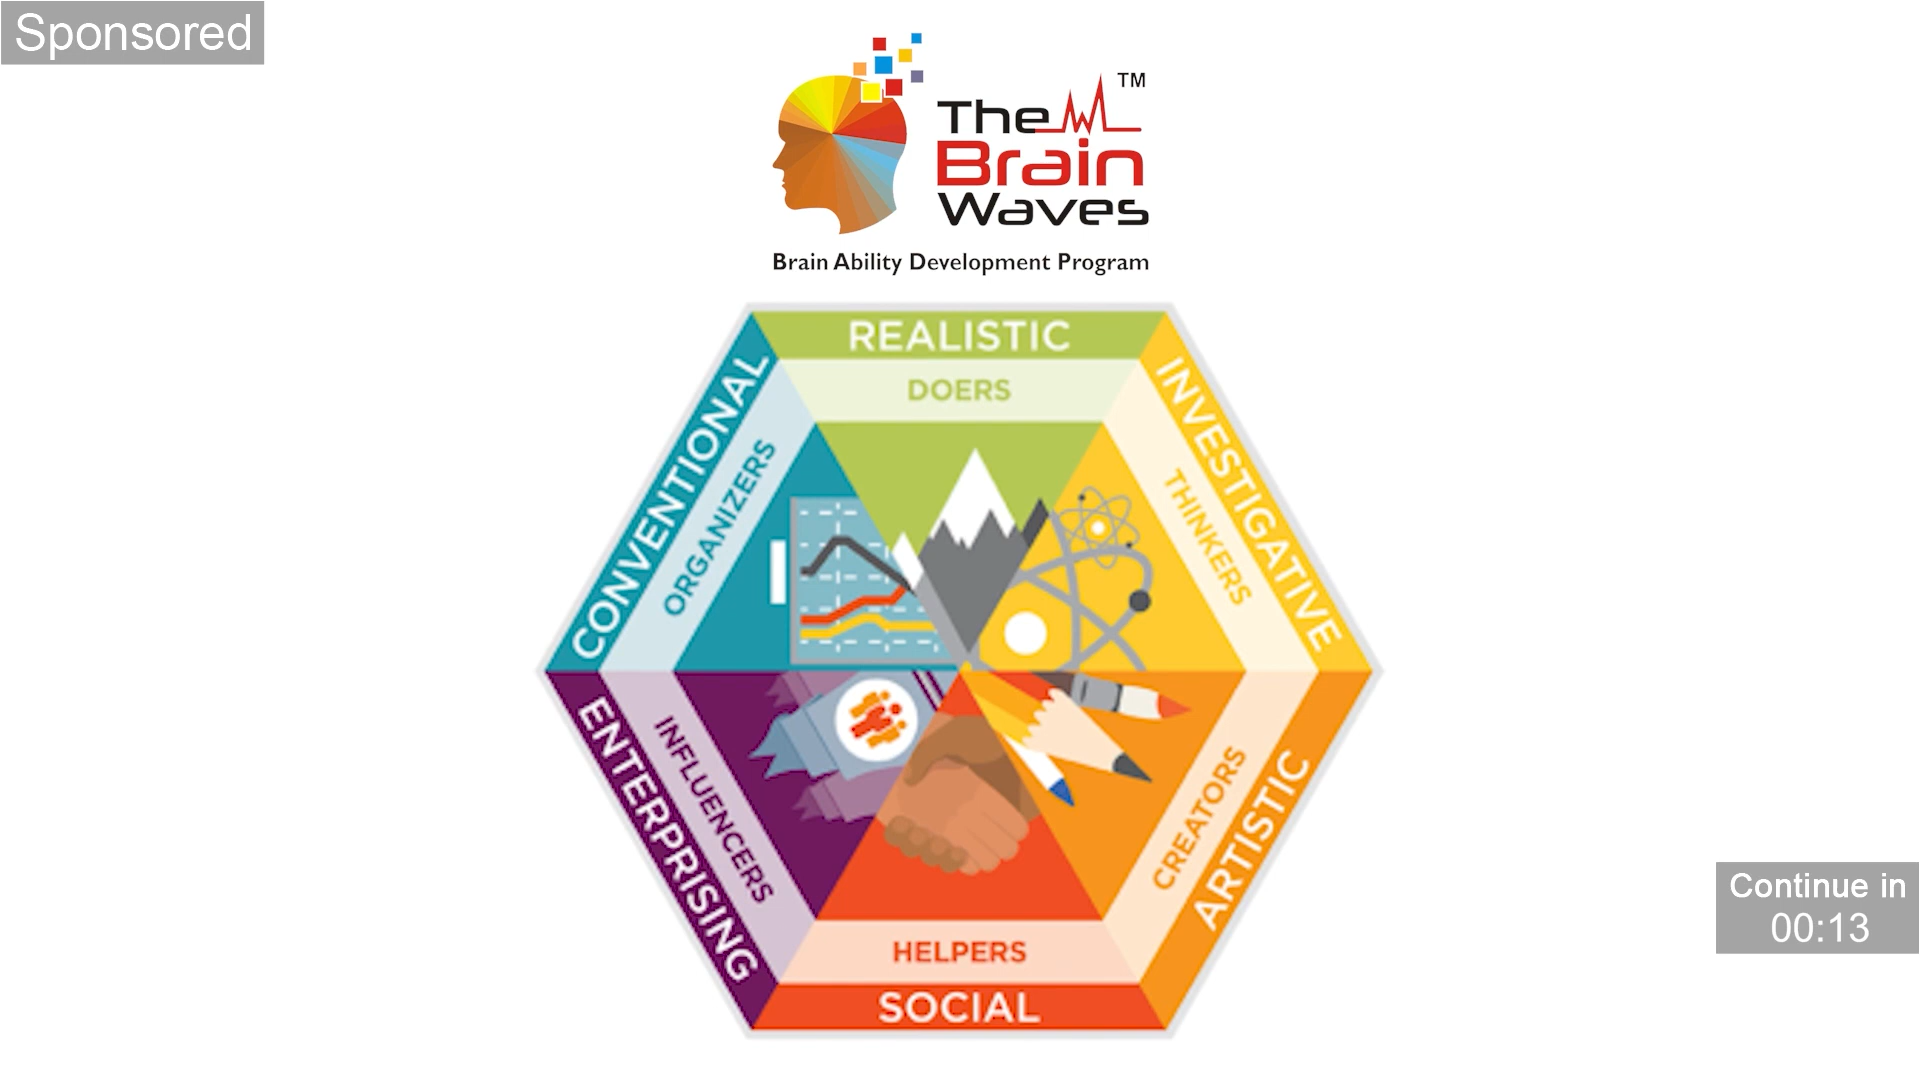 Sponsored
The
TM
Brain
Waves
Brain Ability Development Program
REALISTIC
DOERS
CONVENTIONAL
ORGANIZERS
INVESTIGATIVE
THINKERS
ENTERPRISING
INFLUENCERS
ARTISTIC
CREATORS
HELPERS
SOCIAL
Continue in
00:13